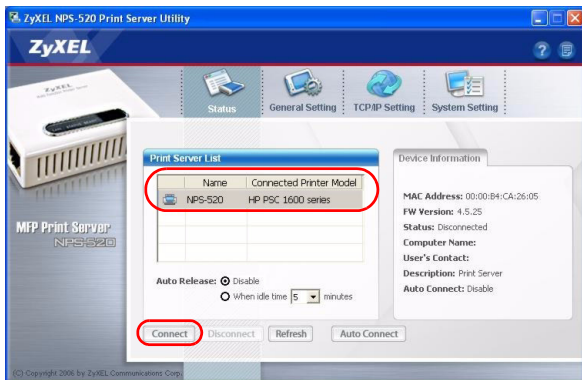 ZyXEL NPS-520 Print Server Utility
ZyXEL
Status
General Setting
TCP/IP Setting
System Setting
ZyXEL
MFP Print Server
NPS-520
Print Server List
Name
Connected Printer Model
NPS-520
HP PSC 1600 series
Auto Release: Disable
When idle time 5 minutes
Connect
Disconnect
Refresh
Auto Connect
Device Information
MAC Address: 00:00:B4:CA:26:05
FW Version: 4.5.25
Status: Disconnected
Computer Name:
User's Contact:
Description: Print Server
Auto Connect: Disable
(C) Copyright 2006 by ZyXEL Communications Corp.